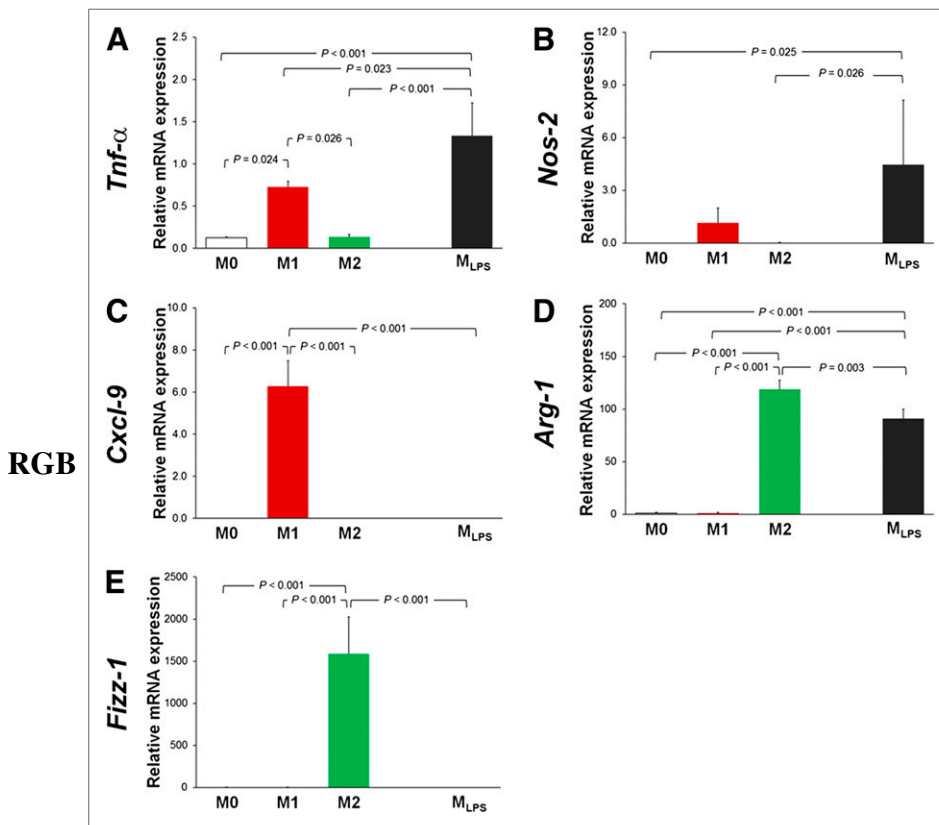 RGB
A
Tnf-α
Relative mRNA expression
2.5
2.0
1.5
1.0
0.5
0.0
P < 0.001
P = 0.023
P < 0.001
P = 0.026
P = 0.024
M0 M1 M2 MLPS
B
Nos-2
Relative mRNA expression
12.0
9.0
6.0
3.0
0.0
P = 0.025
P = 0.026
M0 M1 M2 MLPS
C
Cxcl-9
Relative mRNA expression
10.0
8.0
6.0
4.0
2.0
0.0
P < 0.001
P < 0.001 P < 0.001
M0 M1 M2 MLPS
D
Arg-1
Relative mRNA expression
200
150
100
50
0
P < 0.001
P < 0.001
P < 0.001
P < 0.001 P = 0.003
M0 M1 M2 MLPS
E
Fizz-1
Relative mRNA expression
2500
2000
1500
1000
500
0
P < 0.001
P < 0.001 P < 0.001
M0 M1 M2 MLPS